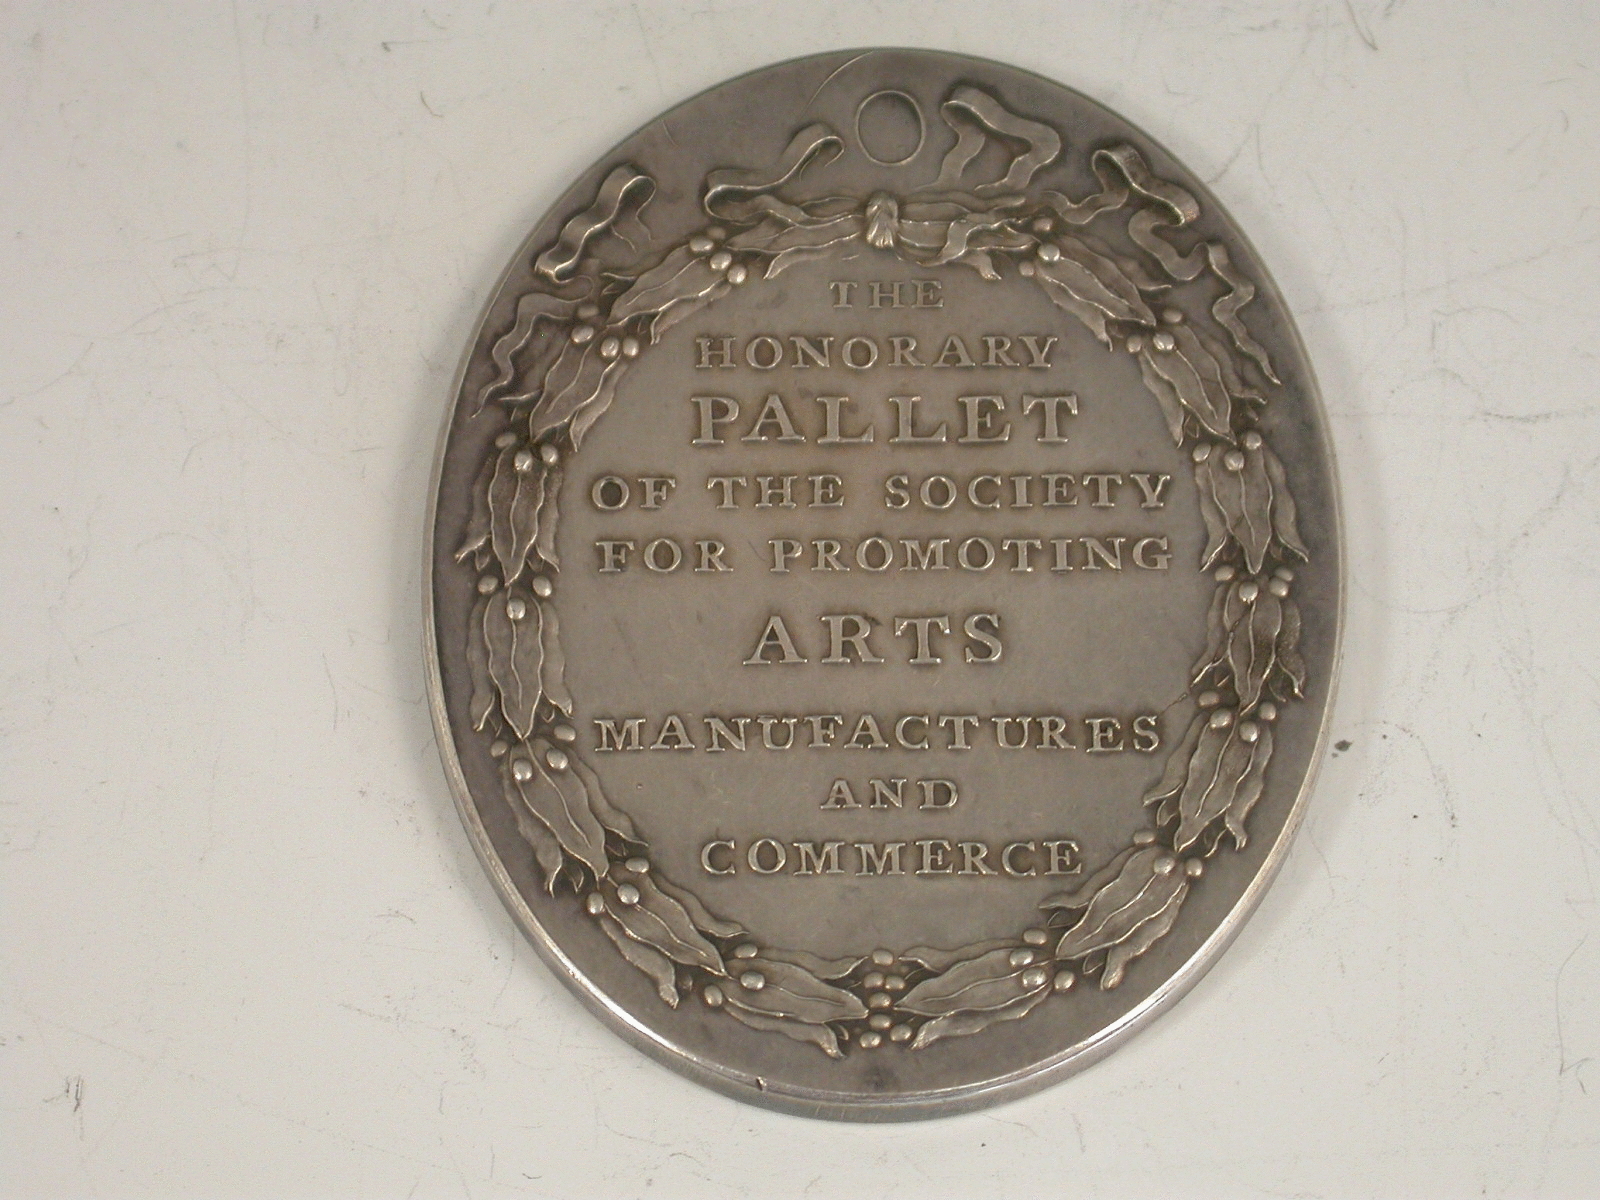 THE
HONORARY
PALLET
OF THE SOCIETY
FOR PROMOTING
ARTS
MANUFACTURES
AND
COMMERCE